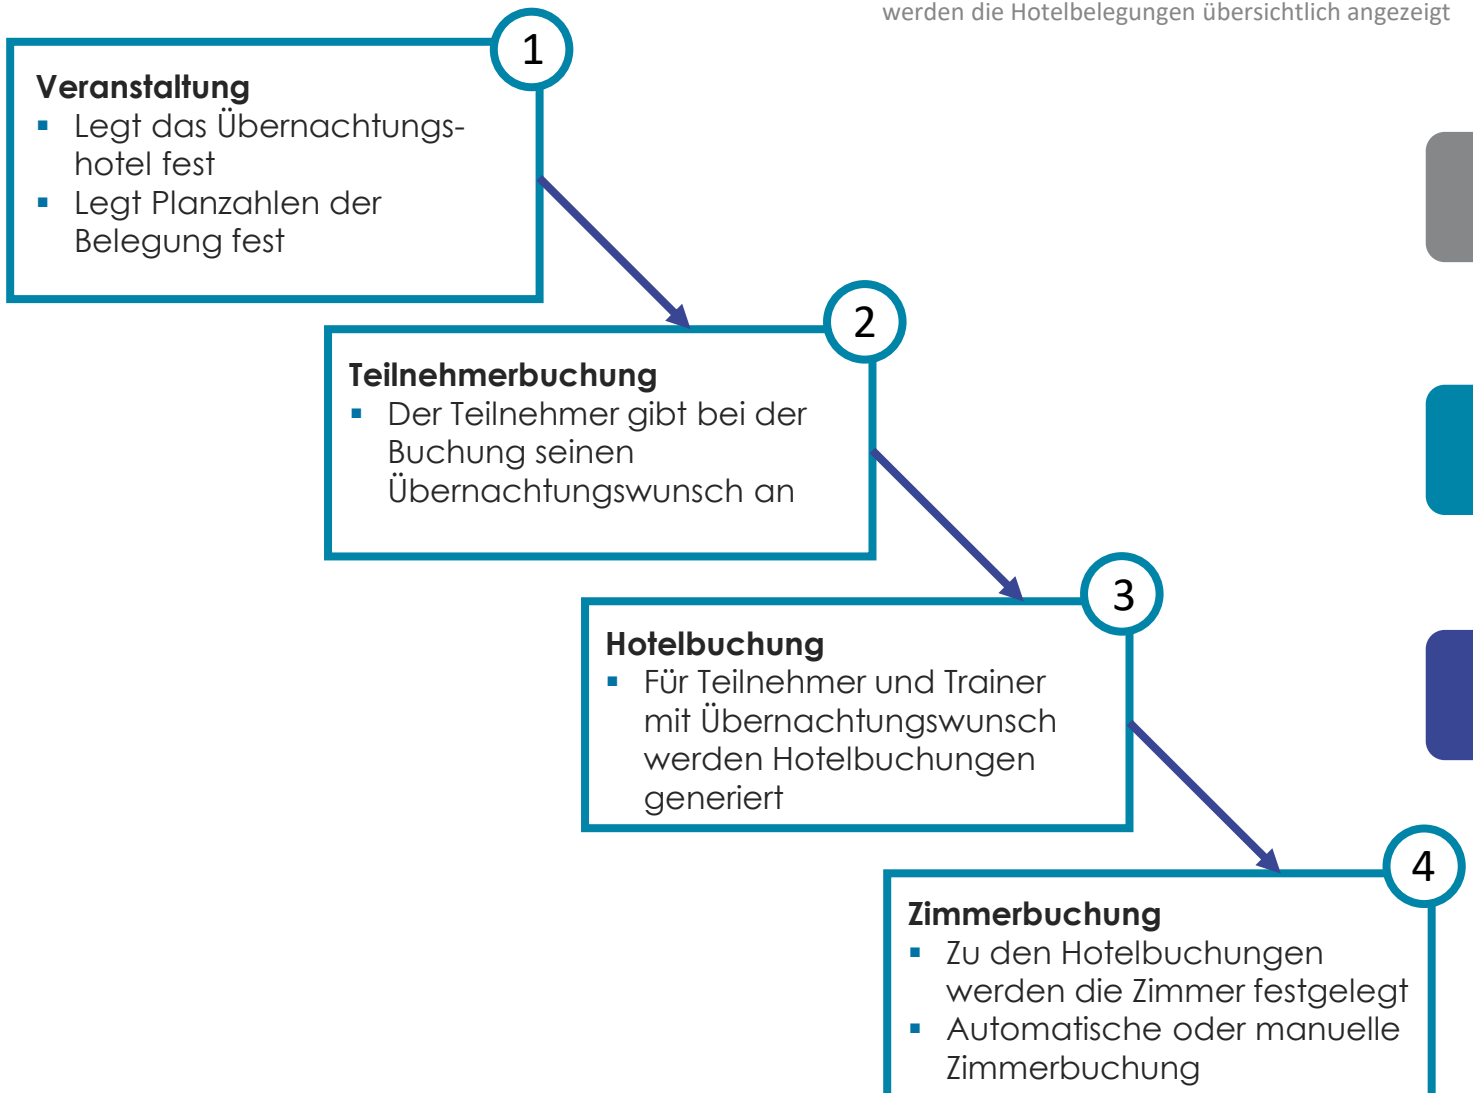 werden die Hotelbelegungen übersichtlich angezeigt
1
Veranstaltung
▪ Legt das Übernachtungs-
hotel fest
▪ Legt Planzahlen der
Belegung fest
2
Teilnehmerbuchung
▪ Der Teilnehmer gibt bei der
Buchung seinen
Übernachtungswunsch an
3
Hotelbuchung
▪ Für Teilnehmer und Trainer
mit Übernachtungswunsch
werden Hotelbuchungen
generiert
4
Zimmerbuchung
▪ Zu den Hotelbuchungen
werden die Zimmer festgelegt
▪ Automatische oder manuelle
Zimmerbuchung